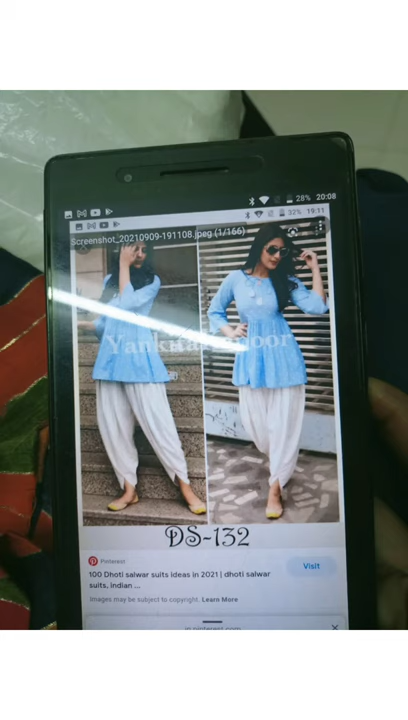 28% 20:08
32% 19:11
Screenshot_20210909-191108.jpeg (1/166)
DS-132
Pinterest
100 Dhoti salwar suits ideas in 2021 | dhoti salwar
suits, indian ...
Visit
Images may be subject to copyright. Learn More